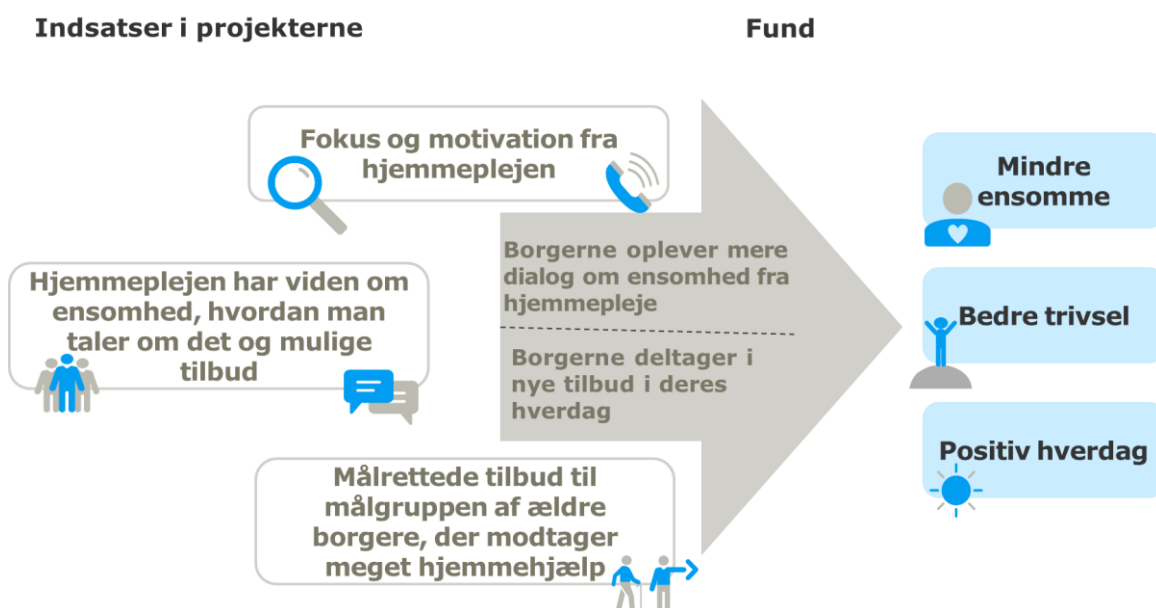 Indsatser i projekterne
Fund
Fokus og motivation fra
hjemmeplejen
Hjemmeplejen har viden om
ensomhed, hvordan man
taler om det og mulige
tilbud
Målrettede tilbud til
målgruppen af ældre
borgere, der modtager
meget hjemmehjælp
Borgerne oplever mere
dialog om ensomhed fra
hjemmepleje
Borgerne deltager i
nye tilbud i deres
hverdag
Mindre
ensomme
Bedre trivsel
Positiv hverdag